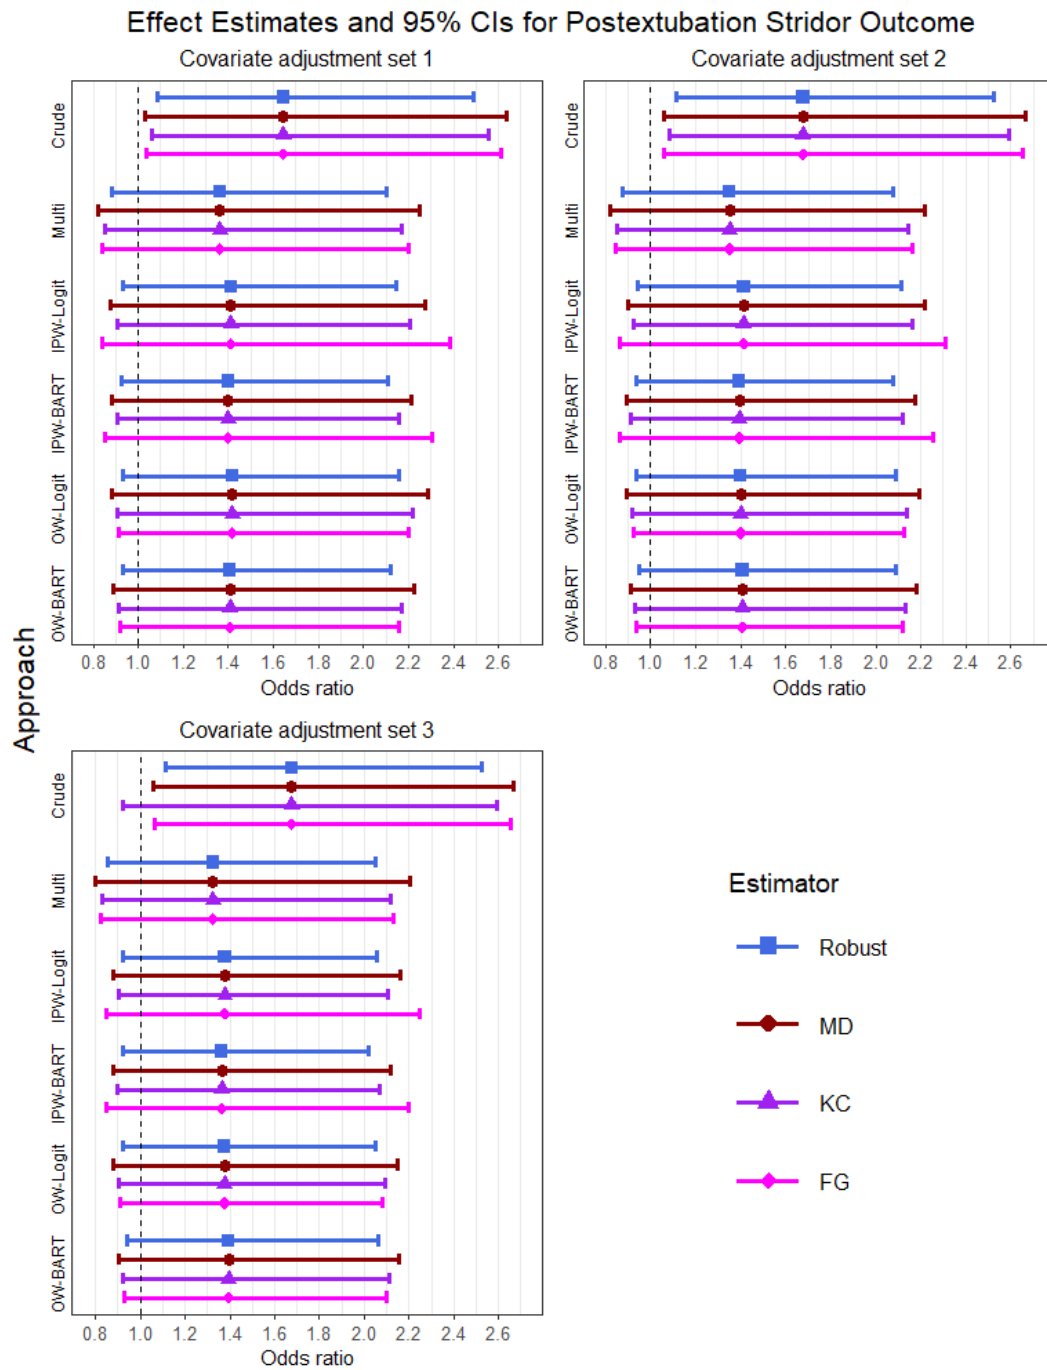 Effect Estimates and 95% CIs for Postextubation Stridor Outcome
Covariate adjustment set 1
Crude
Multi
IPW-Logit
IPW-BART
OW-Logit
OW-BART
0.8 1.0 1.2 1.4 1.6 1.8 2.0 2.2 2.4 2.6
Odds ratio
Covariate adjustment set 2
Crude
Multi
IPW-Logit
IPW-BART
OW-Logit
OW-BART
0.8 1.0 1.2 1.4 1.6 1.8 2.0 2.2 2.4 2.6
Odds ratio
Approach
Covariate adjustment set 3
Crude
Multi
IPW-Logit
IPW-BART
OW-Logit
OW-BART
0.8 1.0 1.2 1.4 1.6 1.8 2.0 2.2 2.4 2.6
Odds ratio
Estimator
Robust
MD
KC
FG